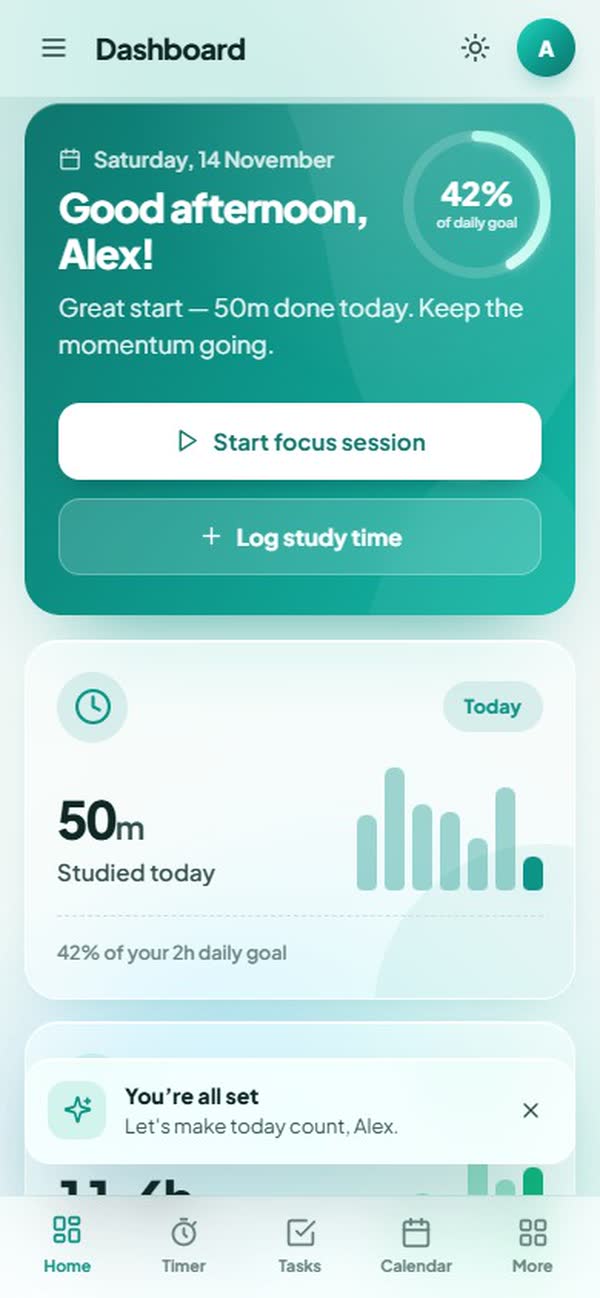 Dashboard
A
Saturday, 14 November
Good afternoon,
Alex!
42%
of daily goal
Great start — 50m done today. Keep the
momentum going.
Start focus session
+ Log study time
Today
50m
Studied today
42% of your 2h daily goal
You’re all set
Let's make today count, Alex.
Home
Timer
Tasks
Calendar
More